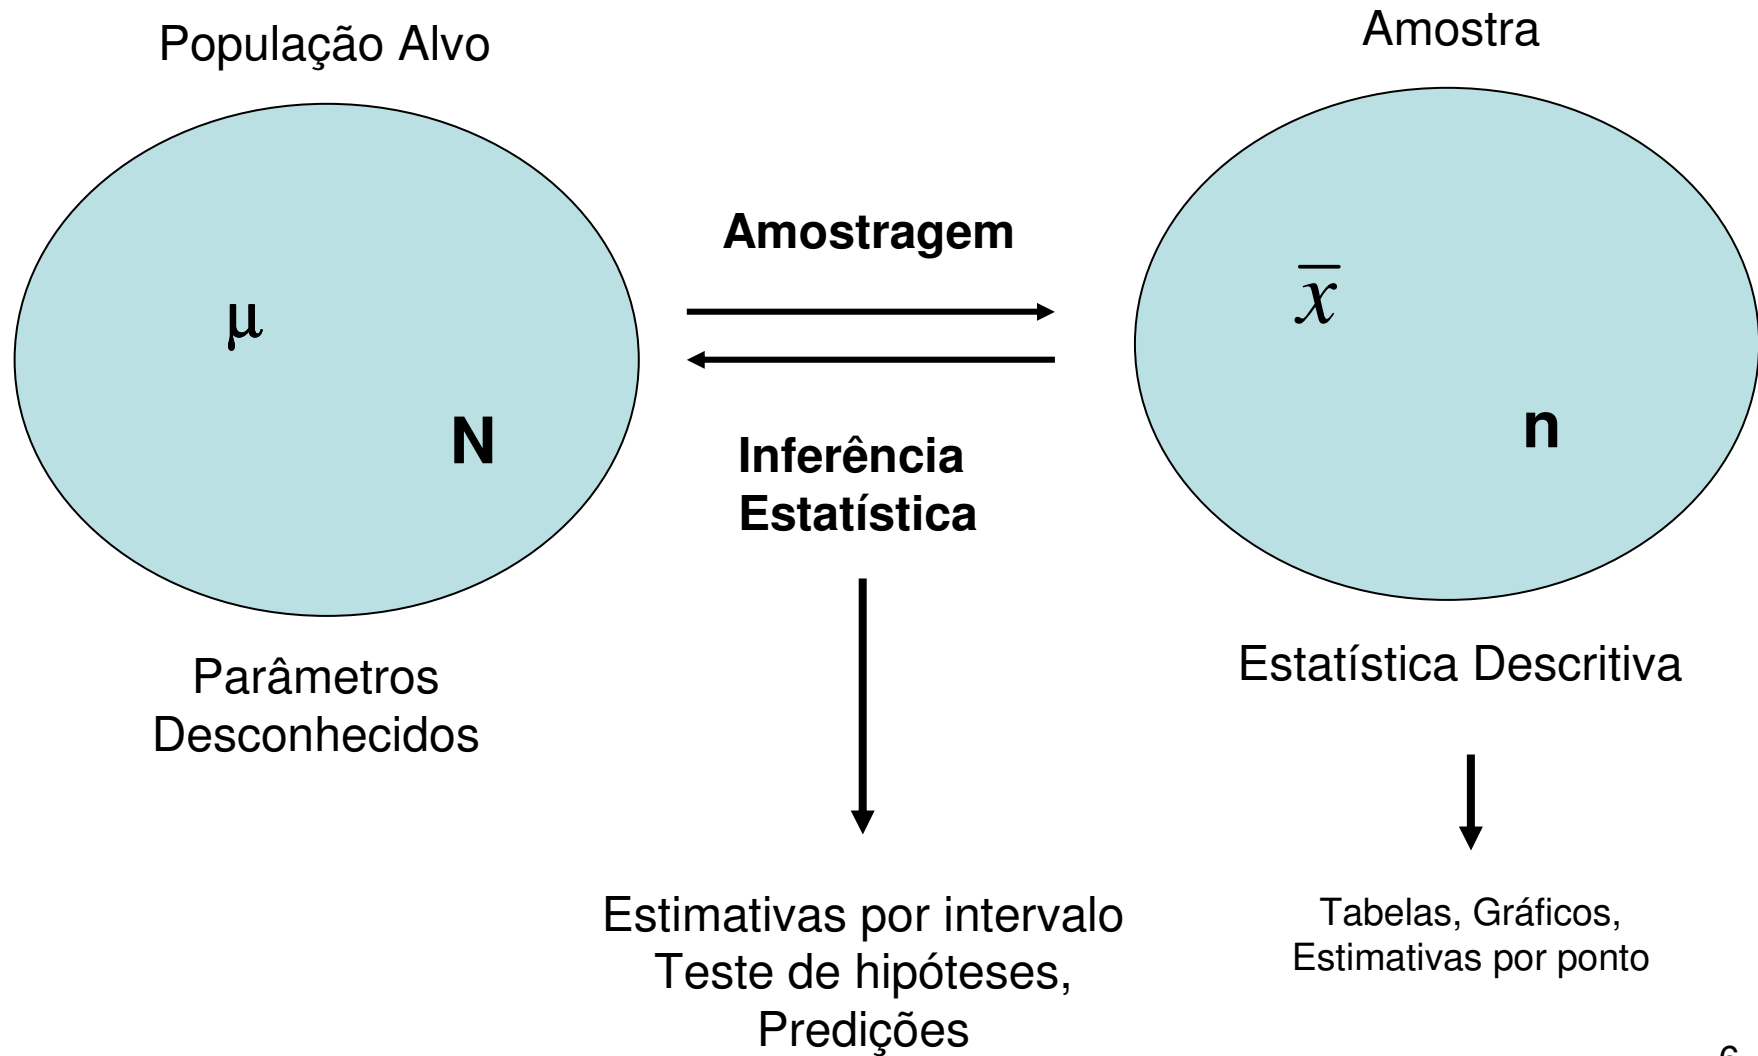 População Alvo
Amostra
Amostragem
μ
N
x̅
n
Inferência
Estatística
Parâmetros
Desconhecidos
Estatística Descritiva
Estimativas por intervalo
Teste de hipóteses,
Predições
Tabelas, Gráficos,
Estimativas por ponto
6